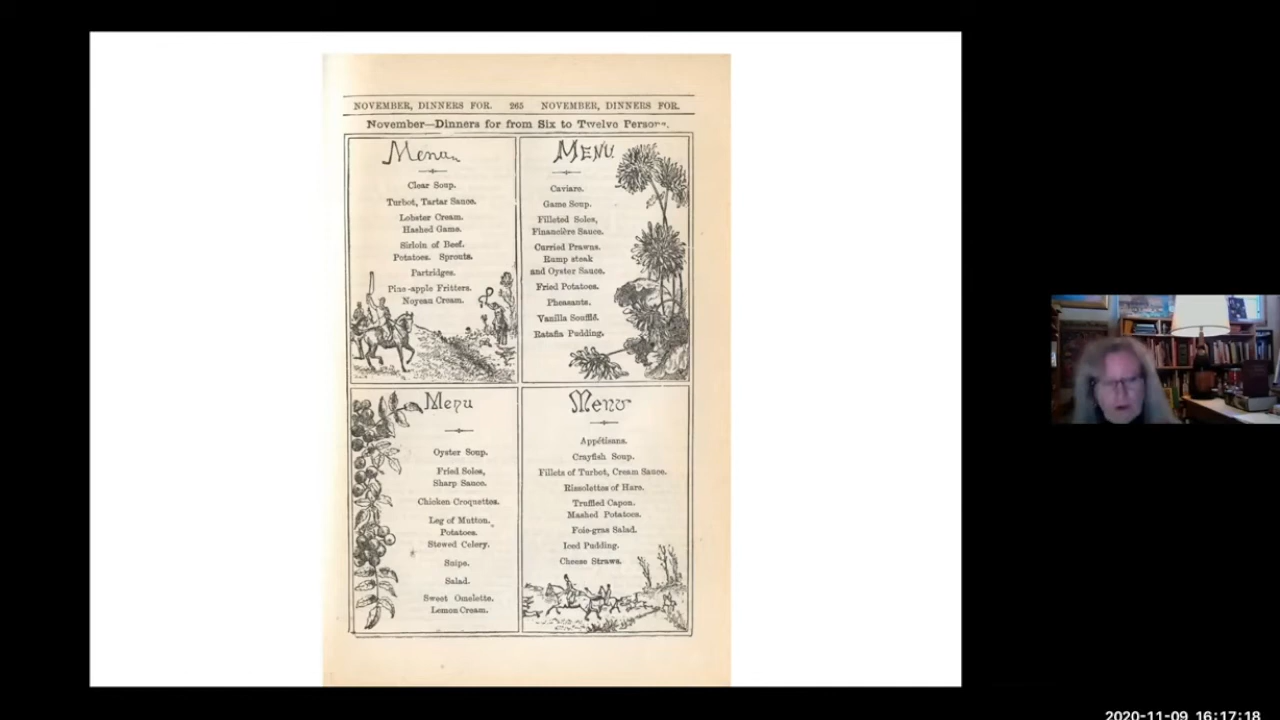 NOVEMBER, DINNERS FOR. 265 NOVEMBER, DINNERS FOR.
November—Dinners for from Six to Twelve Persons.
Menu.
Clear Soup.
Turbot, Tartar Sauce.
Lobster Cream.
Hashed Game.
Sirloin of Beef.
Potatoes. Sprouts.
Partridges.
Pine-apple Fritters.
Noyeau Cream.
MENU.
Caviare.
Game Soup.
Filleted Soles,
Financière Sauce.
Curried Prawns.
Rump steak
and Oyster Sauce.
Fried Potatoes.
Pheasants.
Vanilla Soufflé.
Ratafia Pudding.
Menu
Oyster Soup.
Fried Soles,
Sharp Sauce.
Chicken Croquettes.
Leg of Mutton.
Potatoes.
Stewed Celery.
Snipe.
Salad.
Sweet Omelette.
Lemon Cream.
Menu
Appétisans.
Crayfish Soup.
Fillets of Turbot, Cream Sauce.
Rissolettes of Hare.
Truffled Capon.
Mashed Potatoes.
Foie-gras Salad.
Iced Pudding.
Cheese Straws.
2020-11-09 16:17:18